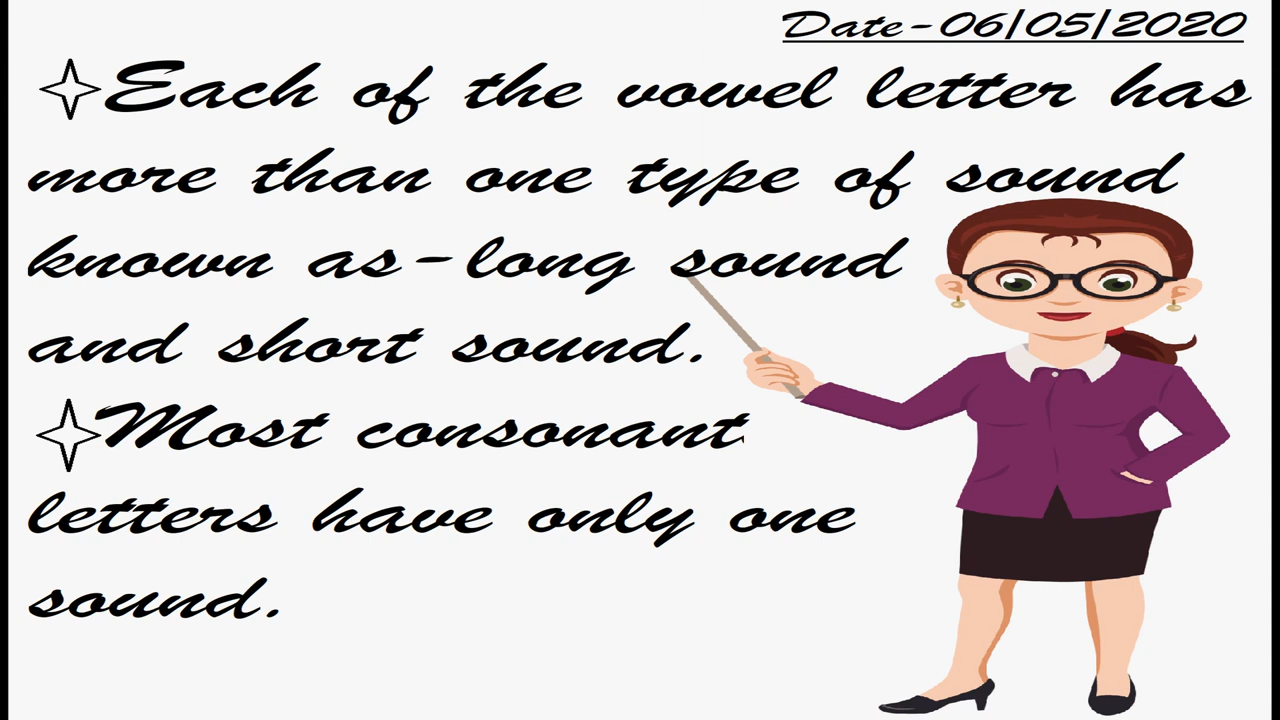 Date-06/05/2020
Each of the vowel letter has
more than one type of sound
known as-long sound
and short sound.
Most consonant
letters have only one
sound.